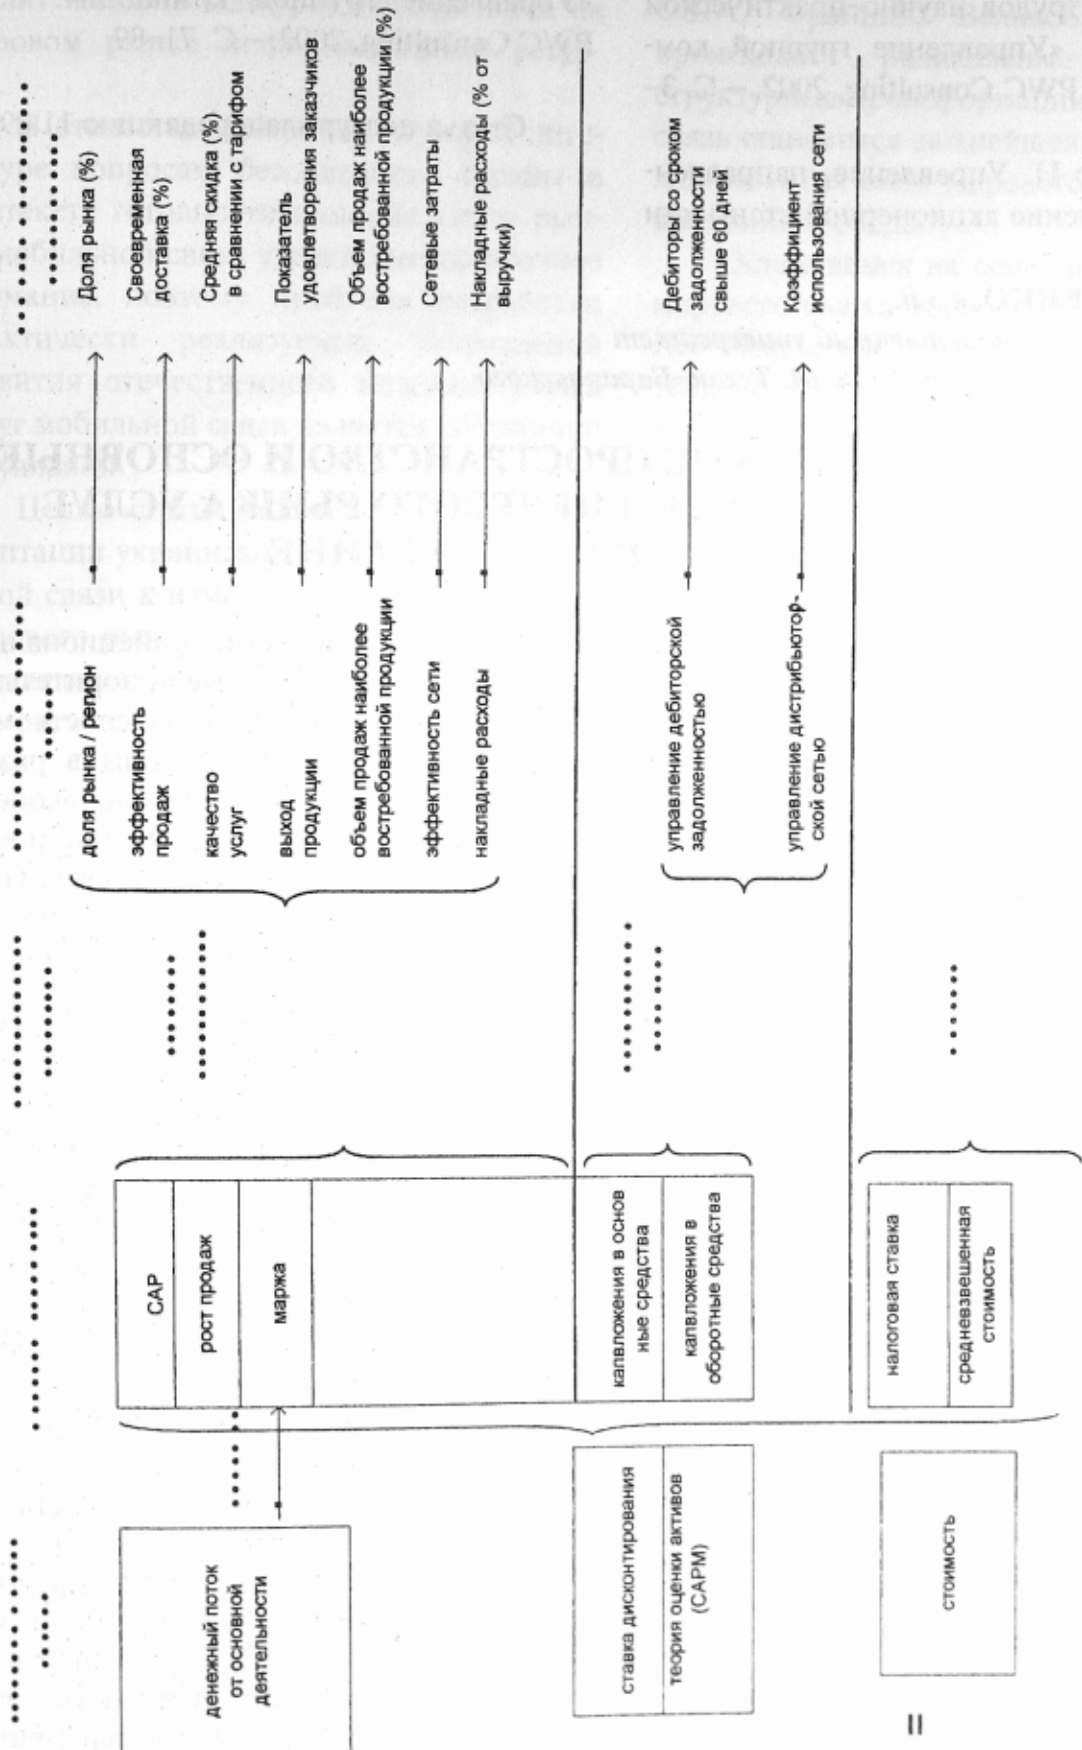 денежный поток
от основной
деятельности
ставка дисконтирования
теория оценки активов
(САРМ)
=
стоимость
САР
рост продаж
маржа
капвложения в основ
ные средства
капвложения в
оборотные средства
налоговая ставка
средневзвешенная
стоимость
доля рынка / регион
эффективность
продаж
качество
услуг
выход
продукции
объем продаж наиболее
востребованной продукции
эффективность сети
накладные расходы
управление дебиторской
задолженностью
управление дистрибьютор-
ской сетью
Доля рынка (%)
Своевременная
доставка (%)
Средняя скидка (%)
в сравнении с тарифом
Показатель
удовлетворения заказчиков
Объем продаж наиболее
востребованной продукции (%)
Сетевые затраты
Накладные расходы (% от
выручки)
Дебиторы со сроком
задолженности
свыше 60 дней
Коэффициент
использования сети